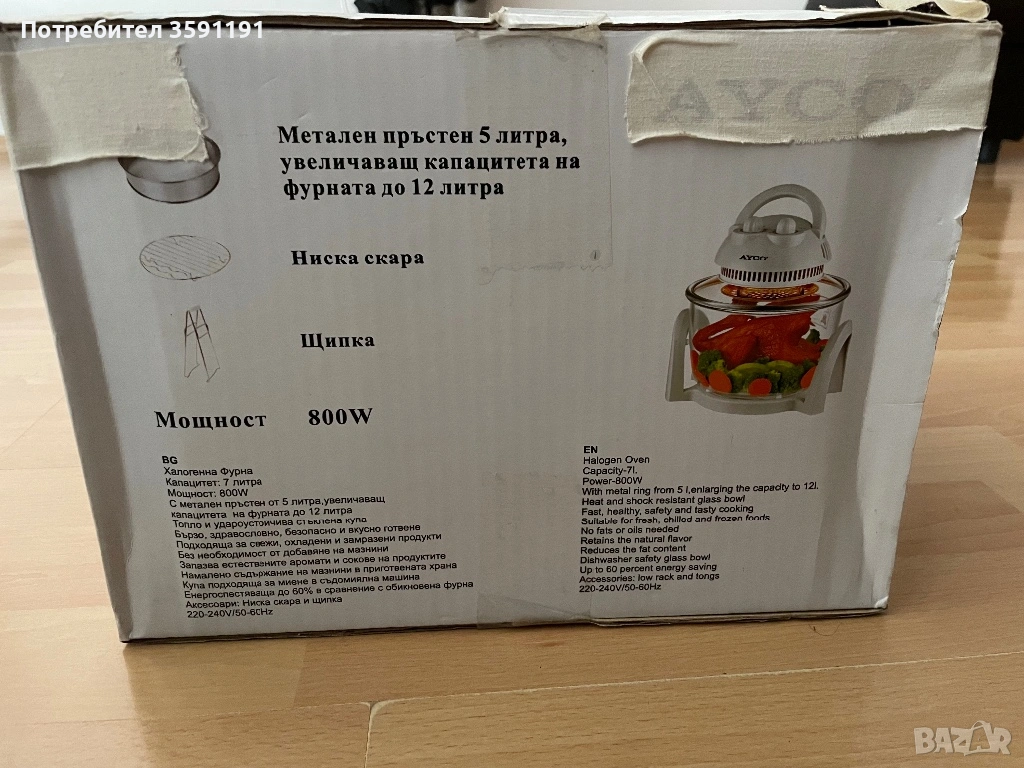 Потребител 3591191
AYCO
Метален пръстен 5 литра,
увеличаващ капацитета на
фурната до 12 литра
Ниска скара
Щипка
Мощност 800W
BG
Халогенна Фурна
Капацитет: 7 литра
Мощност: 800W
С метален пръстен от 5 литра,увеличаващ
капацитета на фурната до 12 литра
Топло и удароустойчива стъклена купа
Бързо, здравословно, безопасно и вкусно готвене
Подходяща за свежи, охладени и замразени продукти
Без необходимост от добавяне на мазнини
Запазва естествените аромати и сокове на продуктите
Намалено съдържание на мазнини в приготвената храна
Купа подходяща за миене в съдомиялна машина
Енергоспестяваща до 60% в сравнение с обикновена фурна
Аксесоари: Ниска скара и щипка
220-240V/50-60Hz
EN
Halogen Oven
Capacity-7l.
Power-800W
With metal ring from 5 l,enlarging the capacity to 12l.
Heat and shock resistant glass bowl
Fast, healthy, safety and tasty cooking
Suitable for fresh, chilled and frozen foods
No fats or oils needed
Retains the natural flavor
Reduces the fat content
Dishwasher safety glass bowl
Up to 60 percent energy saving
Accessories: low rack and tongs
220-240V/50-60Hz
BAZAR